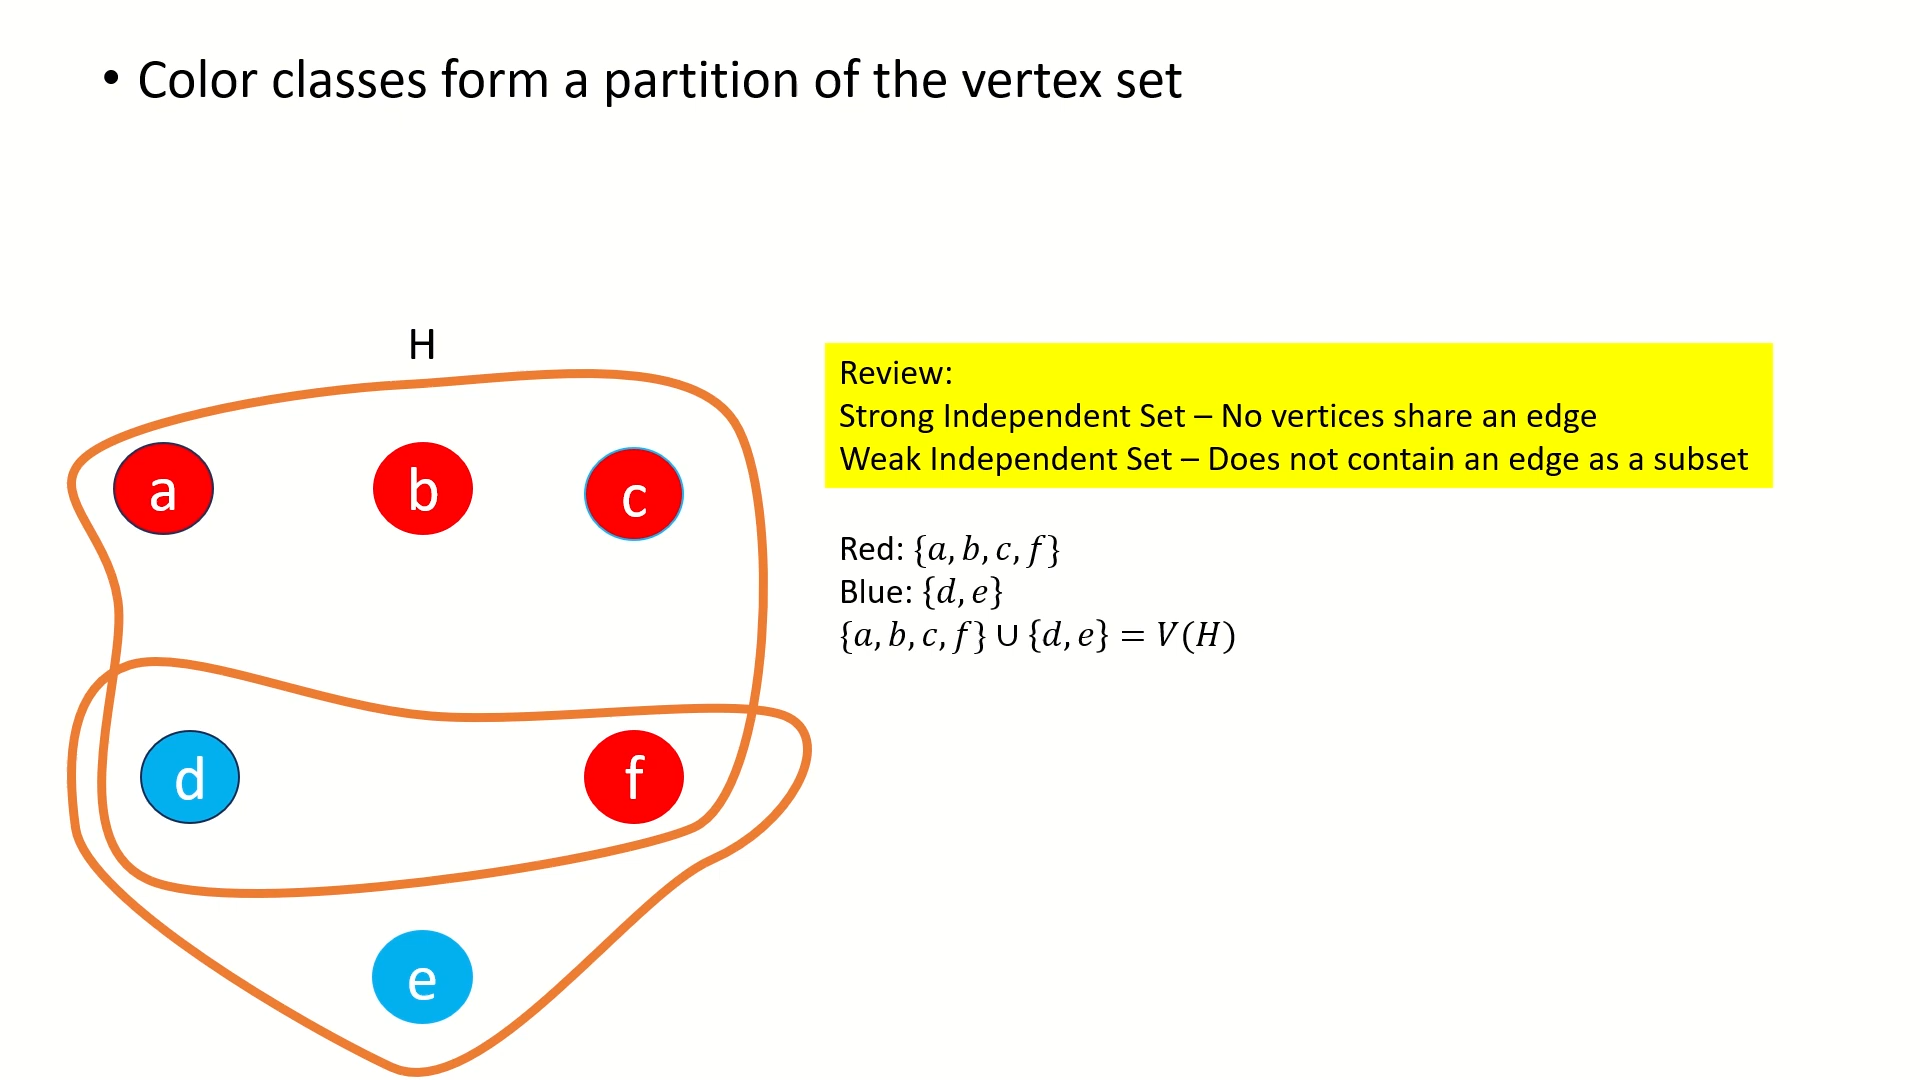 • Color classes form a partition of the vertex set
H
a b c
d f
e
Review:
Strong Independent Set – No vertices share an edge
Weak Independent Set – Does not contain an edge as a subset
Red: {a, b, c, f}
Blue: {d, e}
{a, b, c, f} ∪ {d, e} = V(H)